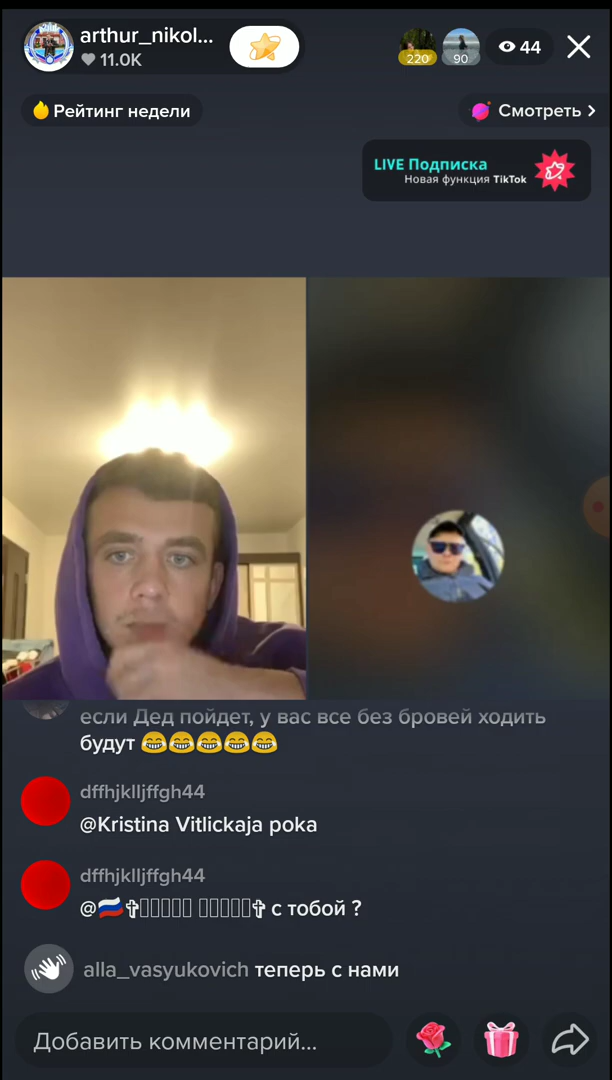 arthur_nikol...
11.0K
220
90
44
Рейтинг недели
Смотреть >
LIVE Подписка
Новая функция TikTok
если Дед пойдет, у вас все без бровей ходить
будут 😂😂😂😂😂
dffhjklljffgh44
@Kristina Vitlickaja poka
dffhjklljffgh44
@🇷🇺✞▯▯▯▯▯ ▯▯▯▯▯✞ с тобой ?
alla_vasyukovich теперь с нами
Добавить комментарий...